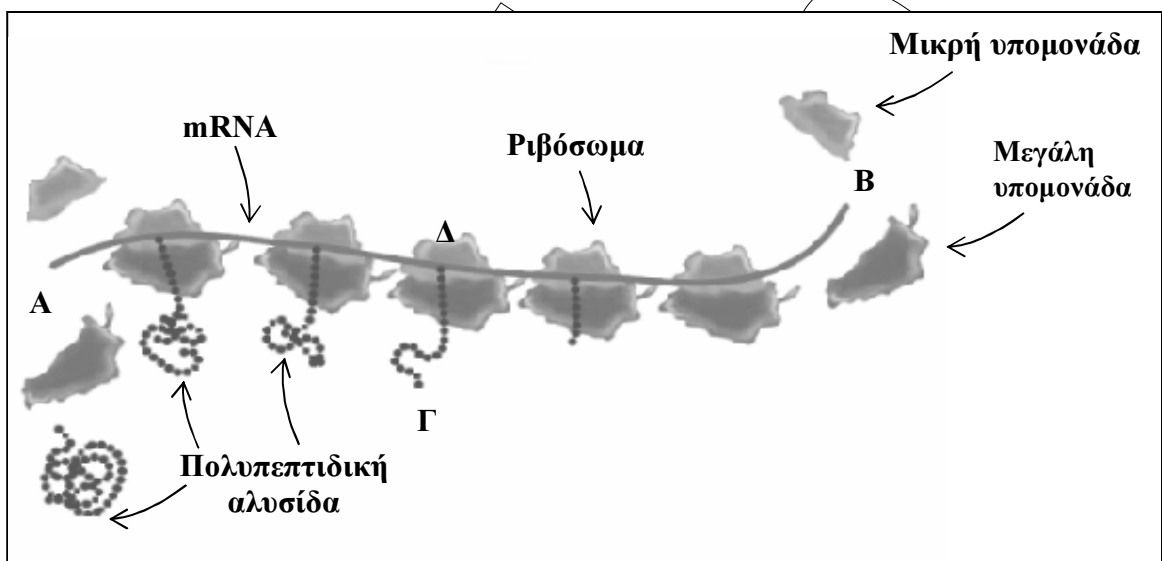 Μικρή υπομονάδα
mRNA
Ριβόσωμα
Μεγάλη
υπομονάδα
Β
Δ
Α
Γ
Πολυπεπτιδική
αλυσίδα